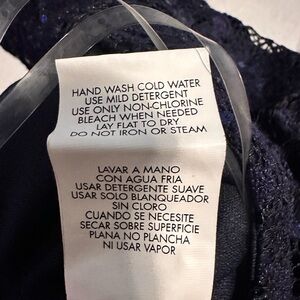 HAND WASH COLD WATER
USE MILD DETERGENT
USE ONLY NON-CHLORINE
BLEACH WHEN NEEDED
LAY FLAT TO DRY
DO NOT IRON OR STEAM
LAVAR A MANO
CON AGUA FRIA
USAR DETERGENTE SUAVE
USAR SOLO BLANQUEADOR
SIN CLORO
CUANDO SE NECESITE
SECAR SOBRE SUPERFICIE
PLANA NO PLANCHA
NI USAR VAPOR